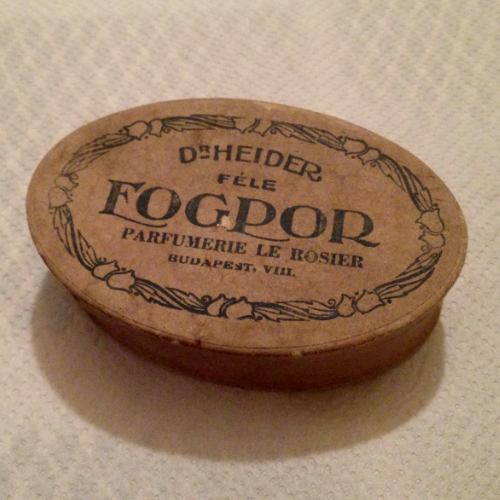 DR HEIDER
FÉLE
FOGPOR
PARFUMERIE LE ROSIER
BUDAPEST, VIII.